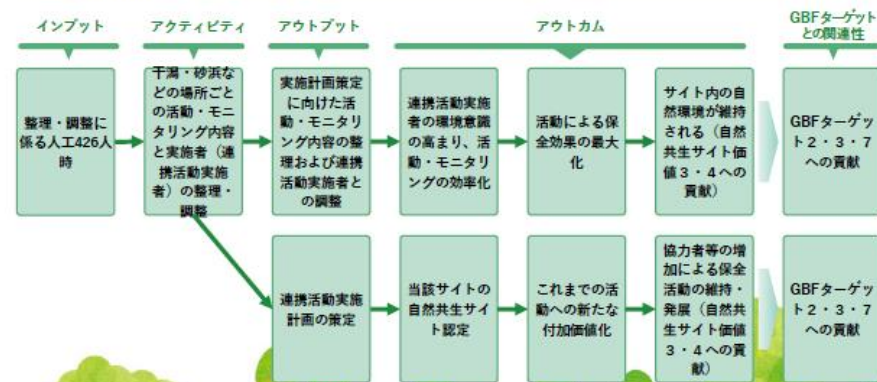 インプット
アクティビティ
アウトプット
アウトカム
GBFターゲット
との関連性
整理・調整に
係る人工426人
時
干潟・砂浜な
どの場所ごと
の活動・モニ
タリング内容
と実施者（連
携活動実施
者）の整理・
調整
実施計画策定
に向けた活
動・モニタリ
ング内容の整
理および連携
活動実施者と
の調整
連携活動実施
者の環境意識
の高まり、活
動・モニタリ
ングの効率化
活動による保
全効果の最大
化
サイト内の自
然環境が維持
される（自然
共生サイト価
値３・４への
貢献）
GBFターゲッ
ト２・３・７
への貢献
連携活動実施
計画の策定
当該サイトの
自然共生サイ
ト認定
これまでの活
動への新たな
付加価値化
協力者等の増
加による保全
活動の維持・
発展（自然共
生サイト価値
３・４への貢
献）
GBFターゲッ
ト２・３・７
への貢献